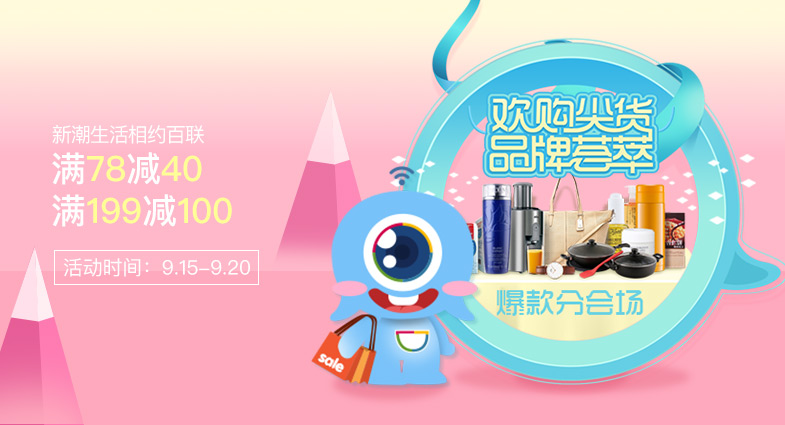 新潮生活相约百联
满78减40
满199减100
活动时间：9.15-9.20
欢购尖货
品牌荟萃
爆款分会场
sale